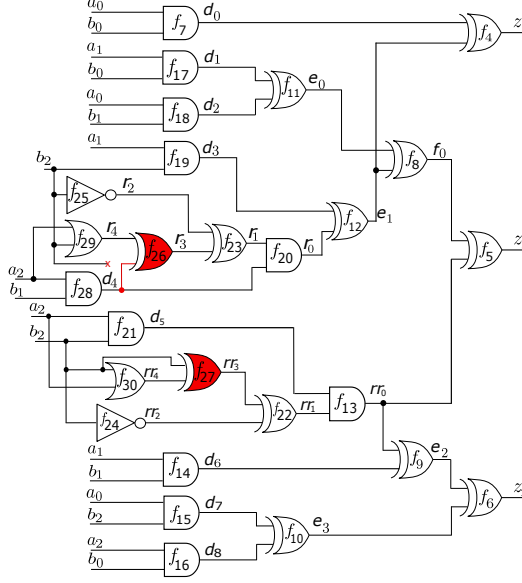 a₀ d₀
b₀ f₇ f₄ z
a₁
b₀ f₁₇ d₁
f₁₁ e₀
a₀
b₁ f₁₈ d₂
a₁ d₃
f₁₉ f₈ f₀
b₂
f₂₅ r₂
f₁₂ e₁
f₂₉ r₄ f₂₆ r₃ f₂₃ r₁ f₂₀ r₀ f₅ z
x
a₂
b₁ f₂₈ d₄
a₂ d₅
b₂ f₂₁
f₃₀ rr₄ f₂₇ rr₃
f₂₄ rr₂ f₂₂ rr₁ f₁₃ rr₀
a₁
b₁ f₁₄ d₆ f₉ e₂
a₀ d₇
b₂ f₁₅ f₆ z
f₁₀ e₃
a₂ d₈
b₀ f₁₆